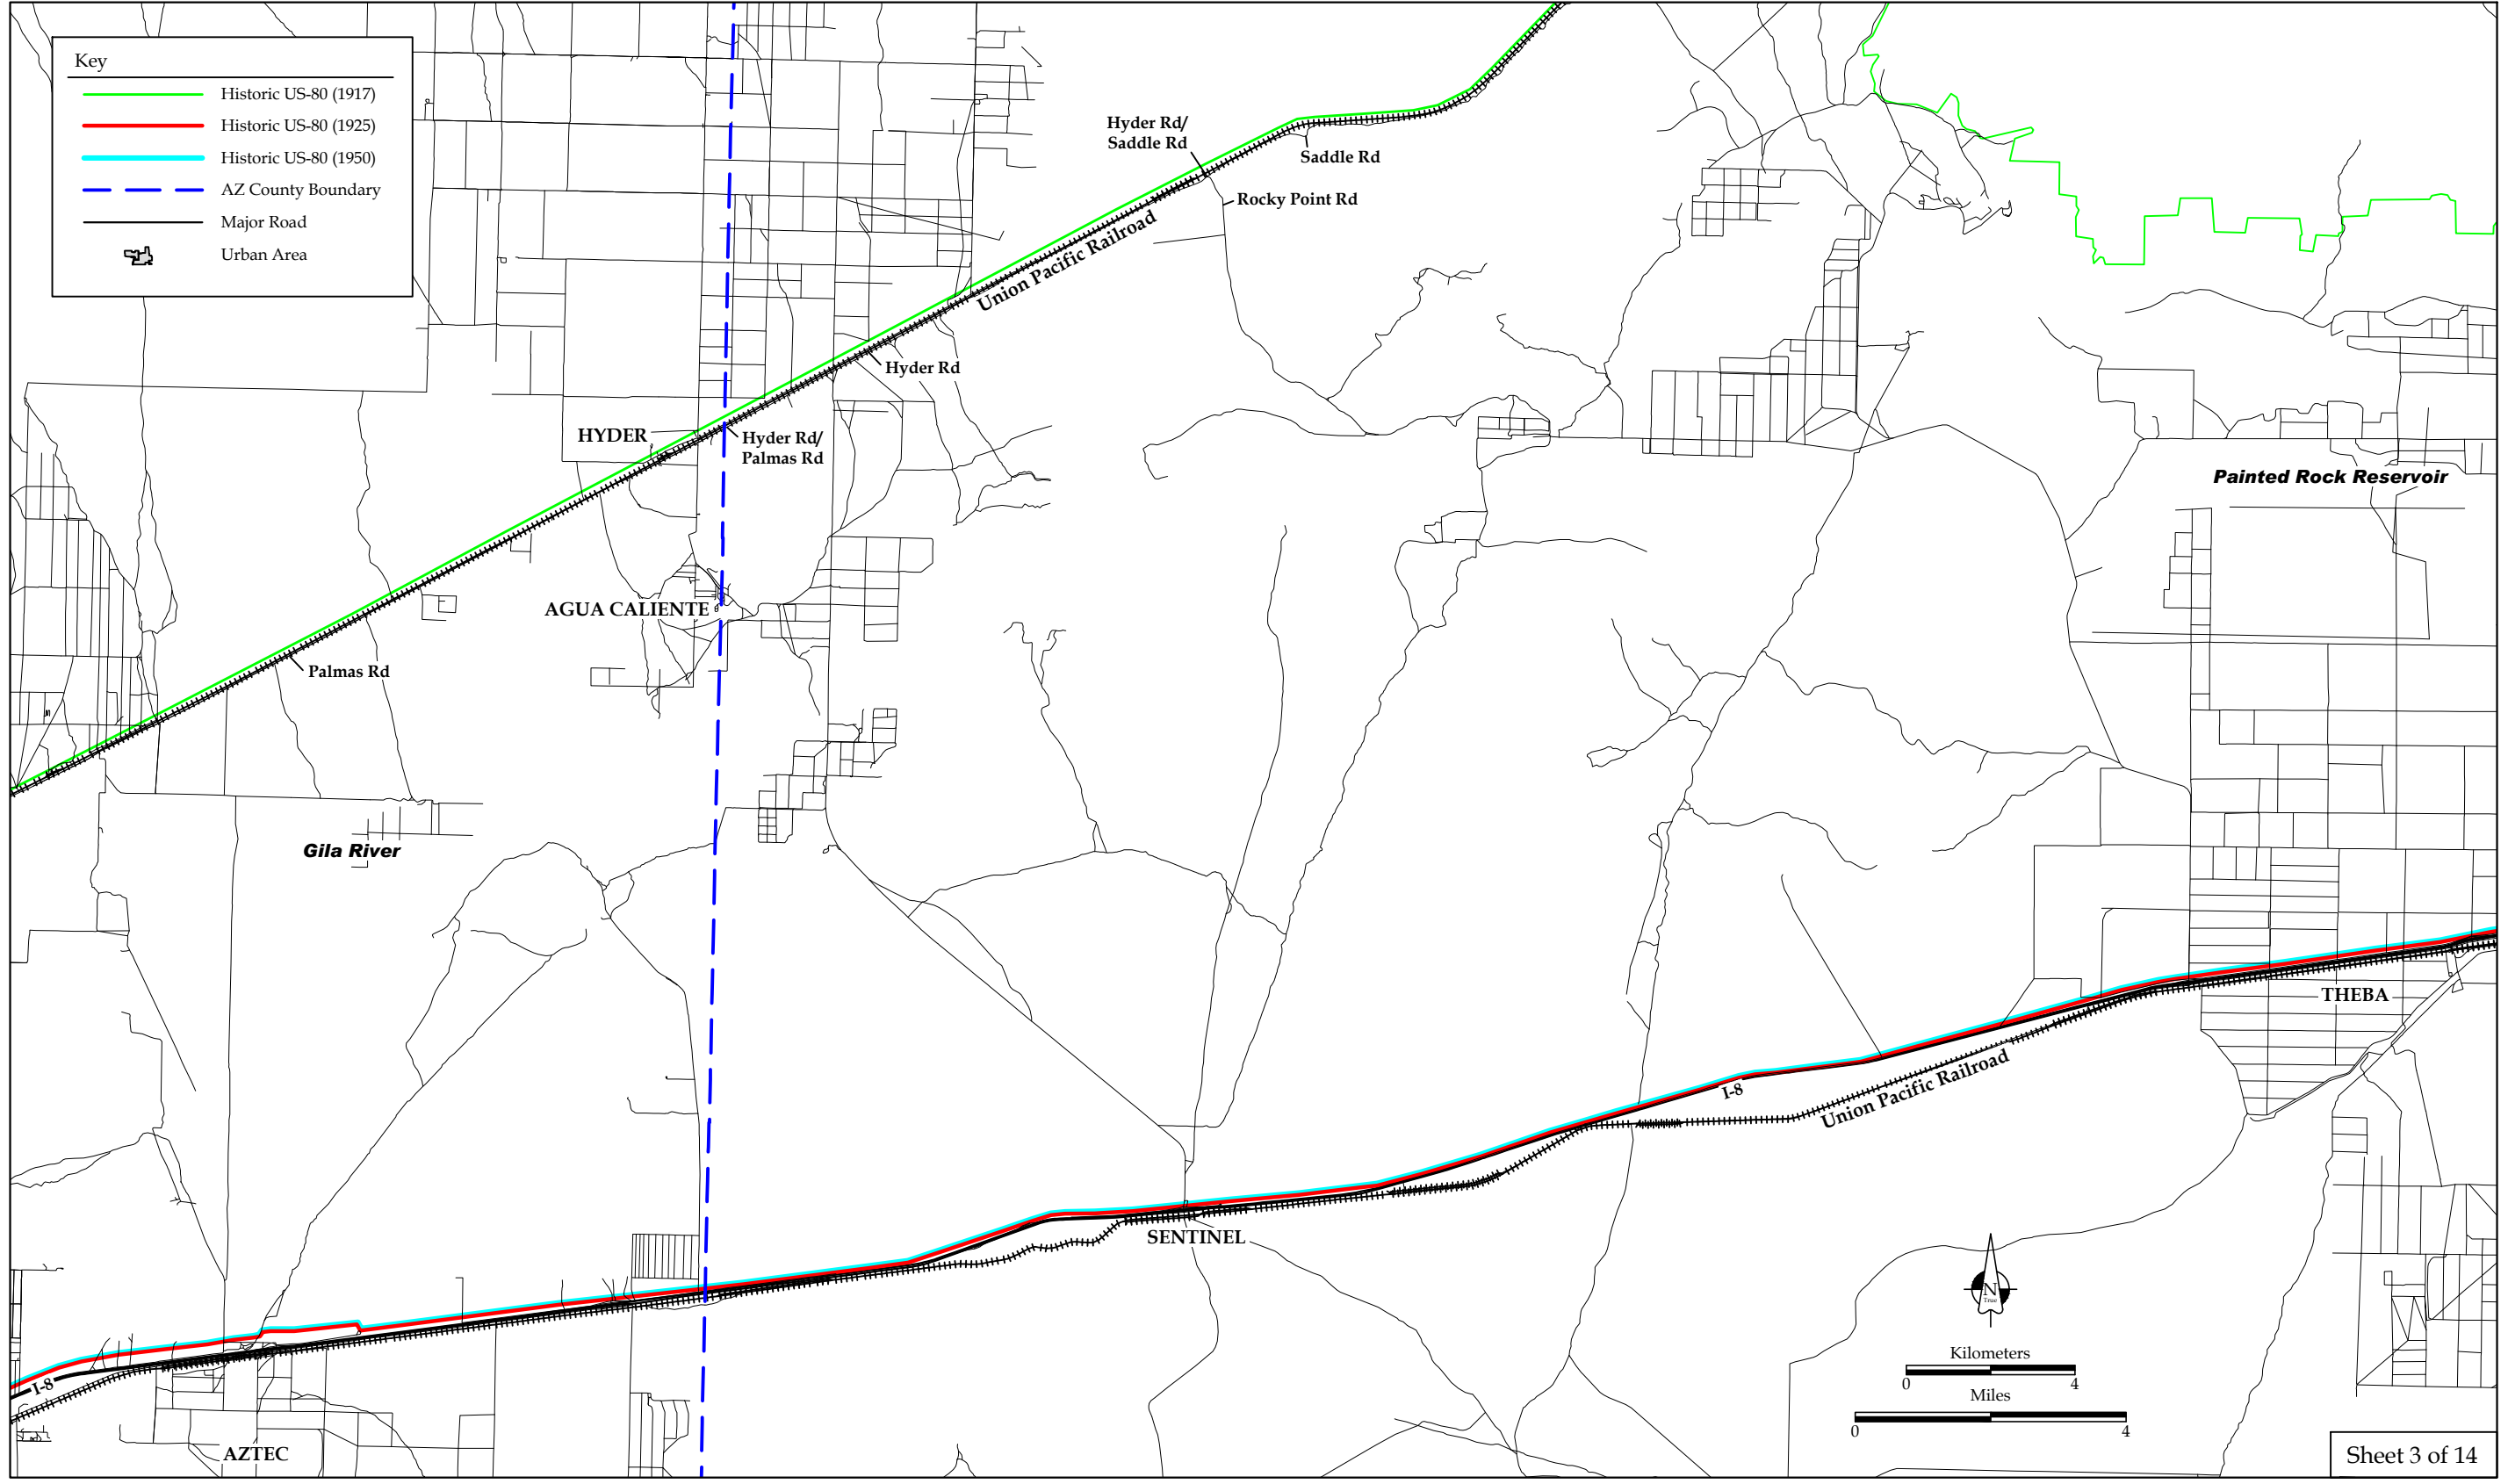 Key
Historic US-80 (1917)
Historic US-80 (1925)
Historic US-80 (1950)
AZ County Boundary
Major Road
Urban Area
Hyder Rd/
Saddle Rd
Saddle Rd
Rocky Point Rd
Union Pacific Railroad
Hyder Rd
HYDER
Hyder Rd/
Palmas Rd
Painted Rock Reservoir
AGUA CALIENTE
Palmas Rd
Gila River
THEBA
I-8
Union Pacific Railroad
SENTINEL
N
True
Kilometers
0 4
Miles
0 4
I-8
AZTEC
Sheet 3 of 14